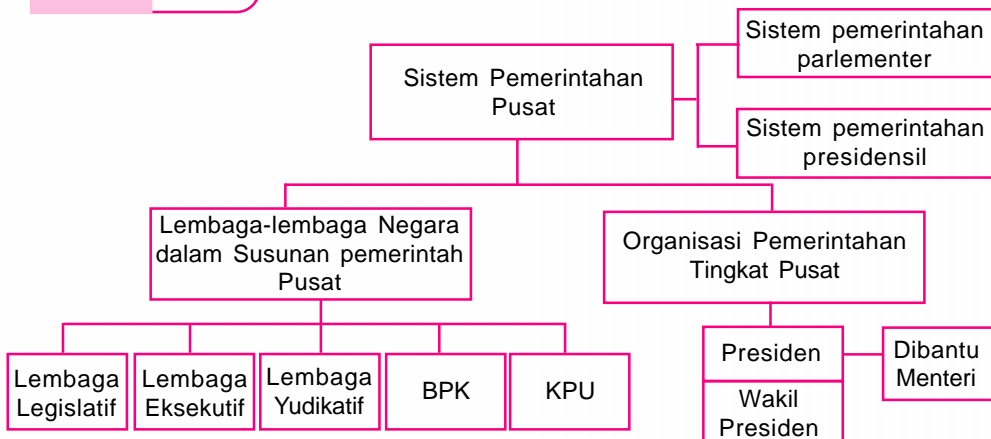 Sistem pemerintahan
parlementer
Sistem Pemerintahan
Pusat
Sistem pemerintahan
presidensil
Lembaga-lembaga Negara
dalam Susunan pemerintah
Pusat
Organisasi Pemerintahan
Tingkat Pusat
Lembaga
Legislatif
Lembaga
Eksekutif
Lembaga
Yudikatif
BPK
KPU
Presiden
Wakil
Presiden
Dibantu
Menteri